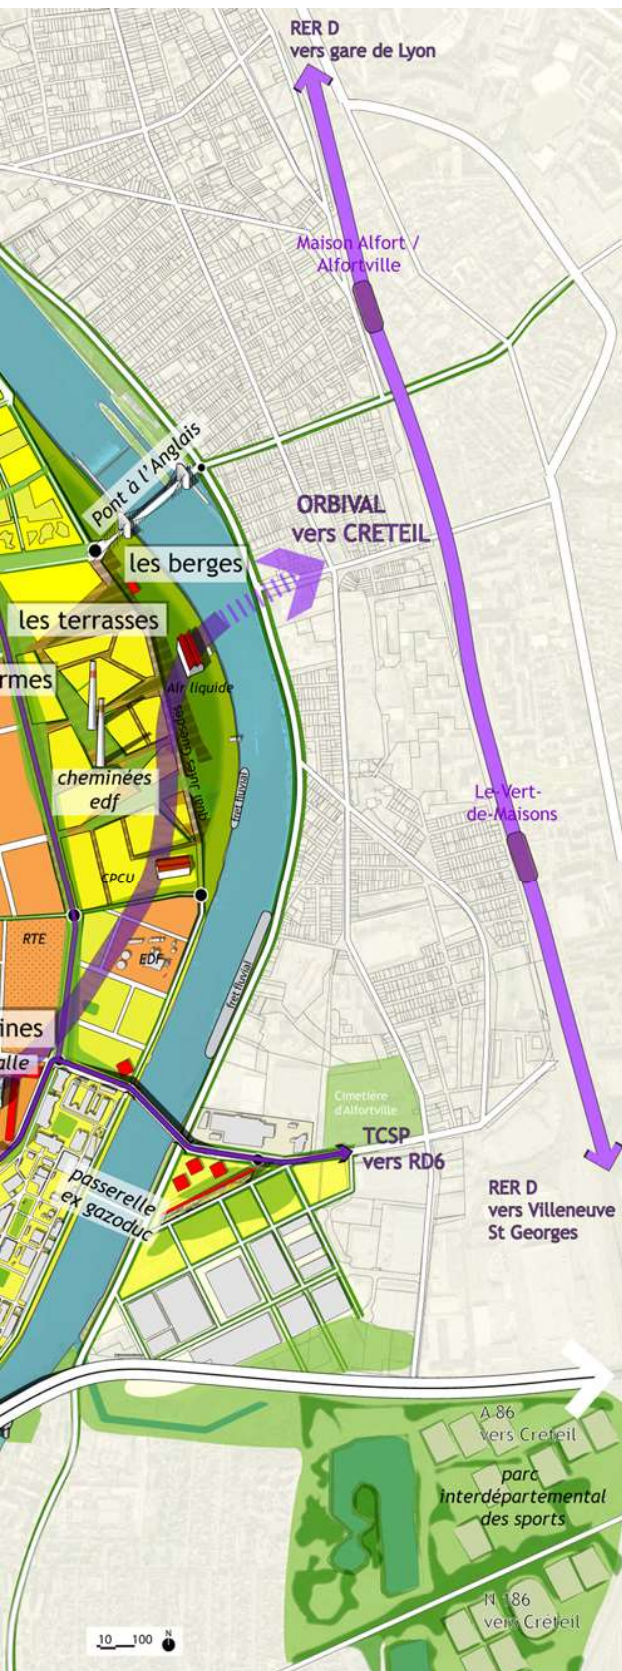 RER D
vers gare de Lyon
Maison Alfort /
Alfortville
Pont à l'Anglais
ORBIVAL
vers CRETEIL
les berges
les terrasses
rmes
Air liquide
quai Jules Guesdes
cheminées
edf
fret fluvial
Le-Vert-
de-Maisons
CPCU
RTE
EDF
fret fluvial
ines
alle
Cimetière
d'Alfortville
TCSP
vers RD6
passerelle
ex gazoduc
RER D
vers Villeneuve
St Georges
A 86
vers Créteil
parc
interdépartemental
des sports
N 186
vers Créteil
10 100 N